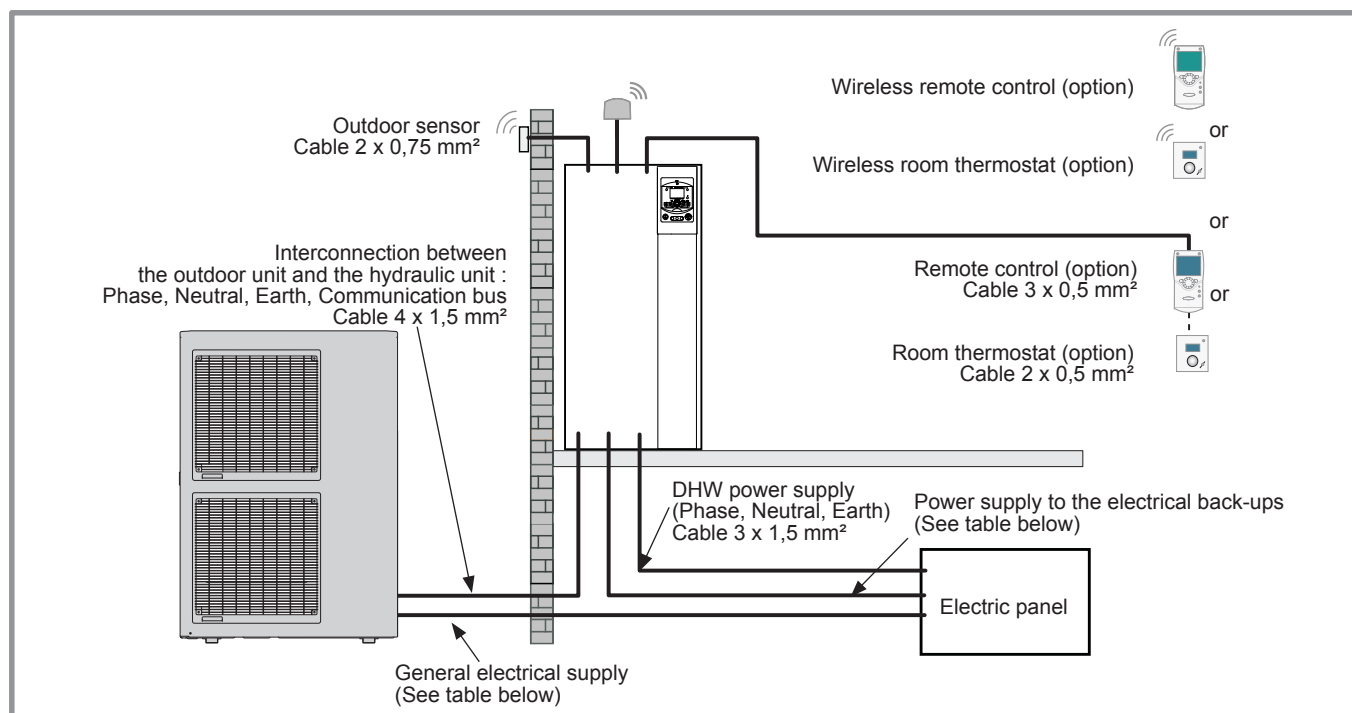 Wireless remote control (option)
or
Outdoor sensor
Cable 2 x 0,75 mm²
Wireless room thermostat (option)
or
Interconnection between
the outdoor unit and the hydraulic unit :
Phase, Neutral, Earth, Communication bus
Cable 4 x 1,5 mm²
Remote control (option)
Cable 3 x 0,5 mm²
or
Room thermostat (option)
Cable 2 x 0,5 mm²
DHW power supply
(Phase, Neutral, Earth)
Cable 3 x 1,5 mm²
Power supply to the electrical back-ups
(See table below)
Electric panel
General electrical supply
(See table below)